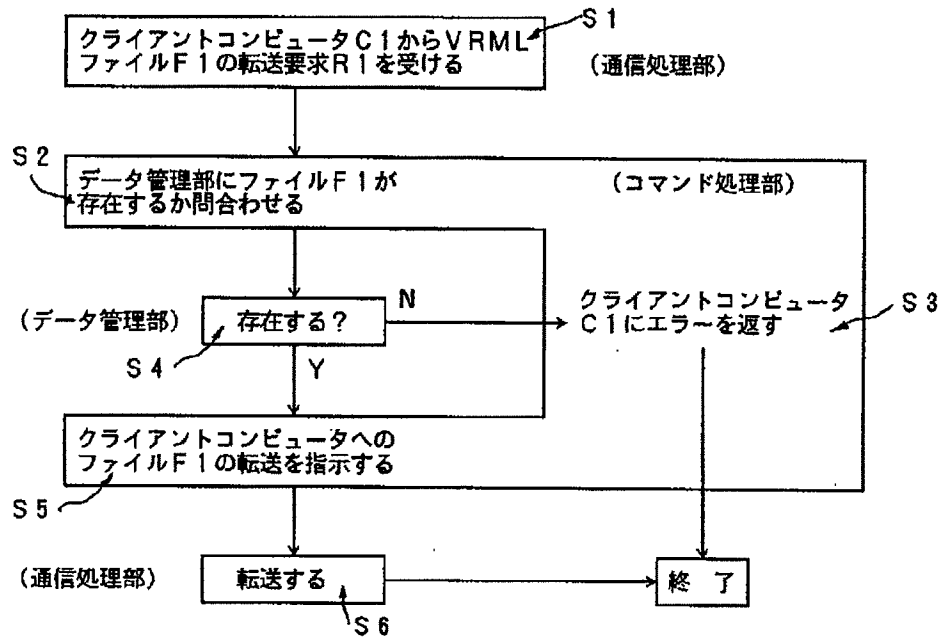 S1
クライアントコンピュータC1からVRML
ファイルF1の転送要求R1を受ける
(通信処理部)
S2
データ管理部にファイルF1が
存在するか問合わせる
(コマンド処理部)
(データ管理部)
存在する?
N
クライアントコンピュータ
C1にエラーを返す
S3
S4
Y
クライアントコンピュータへの
ファイルF1の転送を指示する
S5
(通信処理部)
転送する
終 了
S6